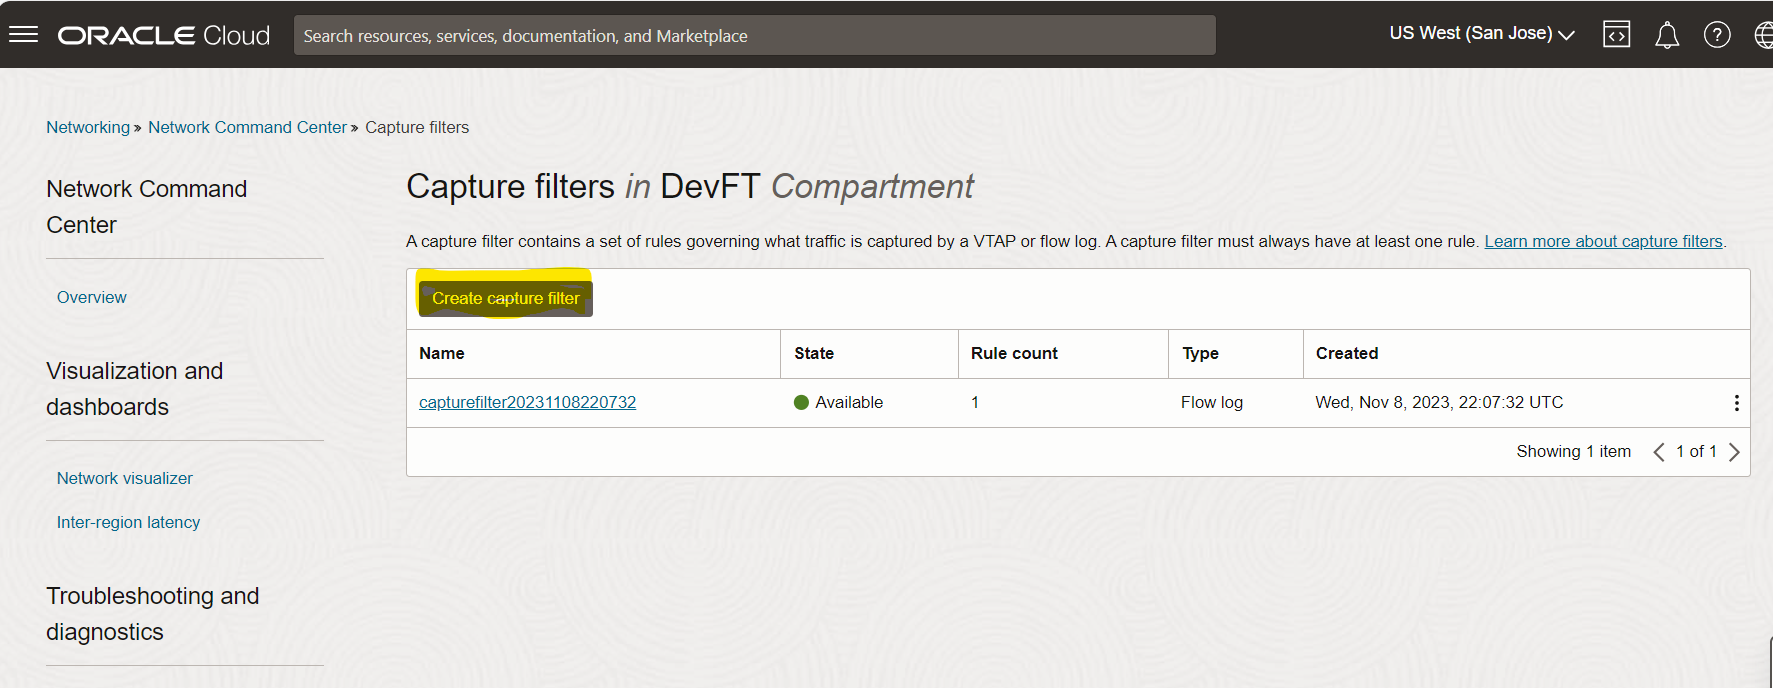 ORACLE Cloud
Search resources, services, documentation, and Marketplace
US West (San Jose)
Networking » Network Command Center » Capture filters
Network Command
Center
Overview
Visualization and
dashboards
Network visualizer
Inter-region latency
Troubleshooting and
diagnostics
Capture filters in DevFT Compartment
A capture filter contains a set of rules governing what traffic is captured by a VTAP or flow log. A capture filter must always have at least one rule. Learn more about capture filters.
Create capture filter
Name State Rule count Type Created
capturefilter20231108220732 Available 1 Flow log Wed, Nov 8, 2023, 22:07:32 UTC
Showing 1 item < 1 of 1 >